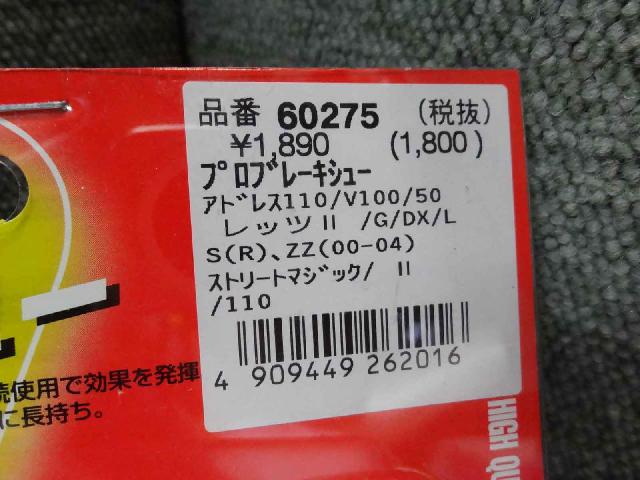 品番 60275 (税抜)
¥1,890 (1,800)
プロブレーキシュー
アドレス110/V100/50
レッツⅡ /G/DX/L
S(R)、ZZ(00-04)
ストリートマジック/ Ⅱ
/110
4 909449 262016
ー
続使用で効果を発揮
に長持ち。
HIGH QU